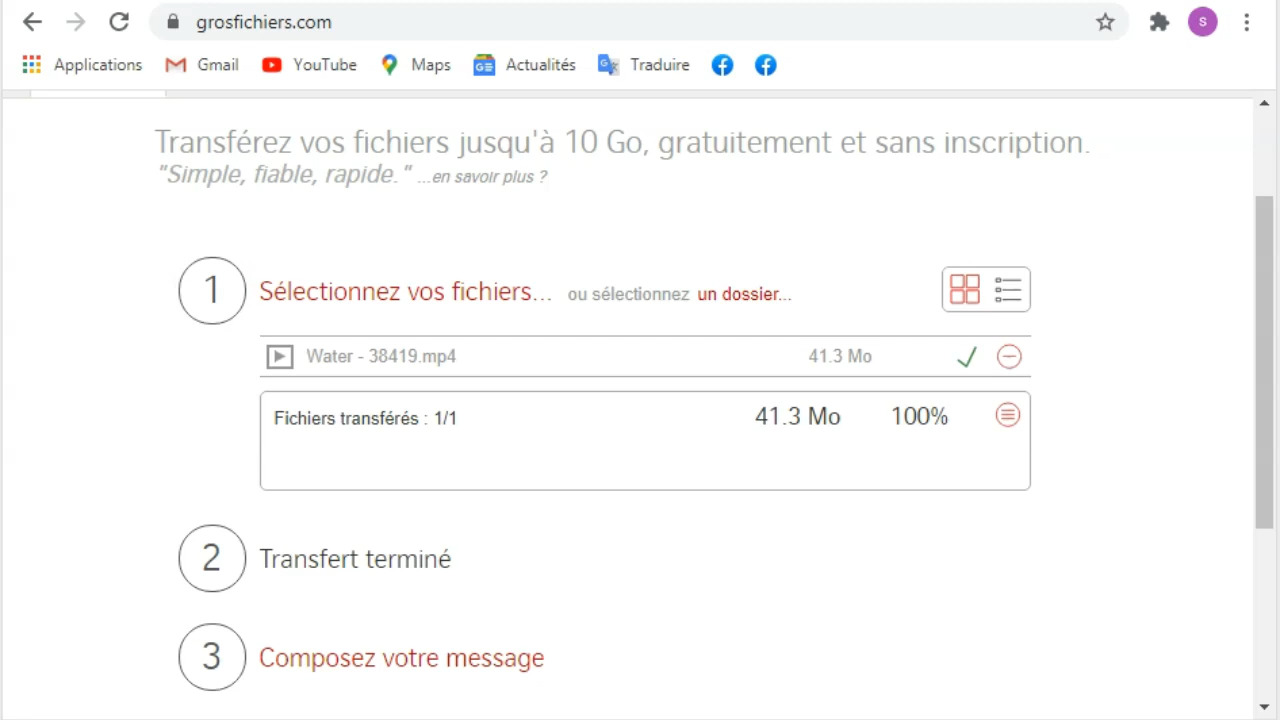 grosfichiers.com
S
Applications Gmail YouTube Maps Actualités Traduire
Transférez vos fichiers jusqu'à 10 Go, gratuitement et sans inscription.
"Simple, fiable, rapide." ...en savoir plus ?
1 Sélectionnez vos fichiers... ou sélectionnez un dossier...
Water - 38419.mp4 41.3 Mo
Fichiers transférés : 1/1 41.3 Mo 100%
2 Transfert terminé
3 Composez votre message